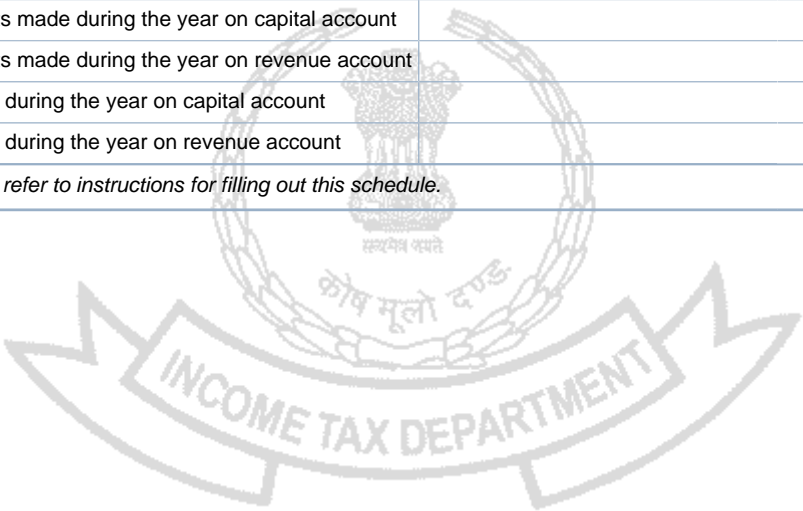 s made during the year on capital account
s made during the year on revenue account
during the year on capital account
during the year on revenue account
refer to instructions for filling out this schedule.
सत्यमेव जयते
कोष मूलो दण्ड
INCOME TAX DEPARTMENT